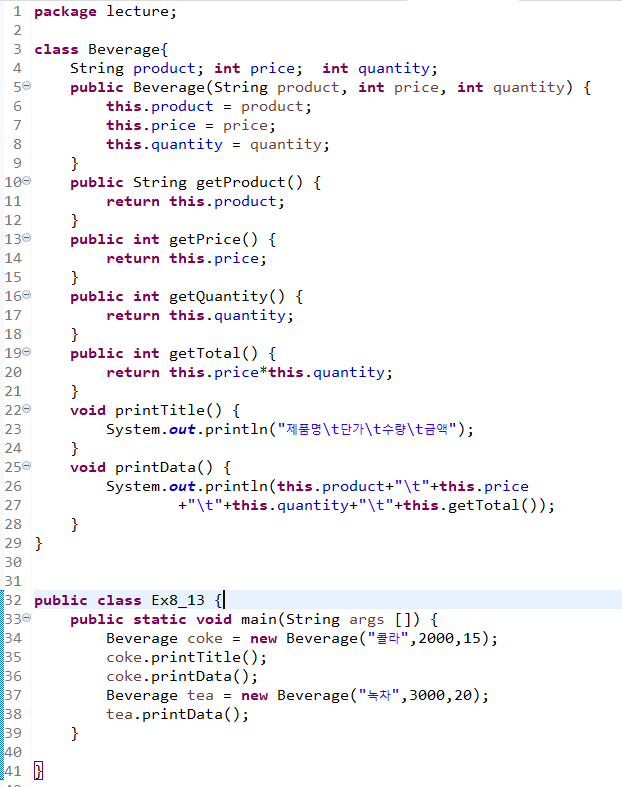 1 package lecture;
2
3 class Beverage{
4     String product; int price;  int quantity;
5     public Beverage(String product, int price, int quantity) {
6         this.product = product;
7         this.price = price;
8         this.quantity = quantity;
9     }
10     public String getProduct() {
11         return this.product;
12     }
13     public int getPrice() {
14         return this.price;
15     }
16     public int getQuantity() {
17         return this.quantity;
18     }
19     public int getTotal() {
20         return this.price*this.quantity;
21     }
22     void printTitle() {
23         System.out.println("제품명\t단가\t수량\t금액");
24     }
25     void printData() {
26         System.out.println(this.product+"\t"+this.price
27                 +"\t"+this.quantity+"\t"+this.getTotal());
28     }
29 }
30
31
32 public class Ex8_13 {
33     public static void main(String args []) {
34         Beverage coke = new Beverage("콜라",2000,15);
35         coke.printTitle();
36         coke.printData();
37         Beverage tea = new Beverage("녹차",3000,20);
38         tea.printData();
39     }
40
41 }